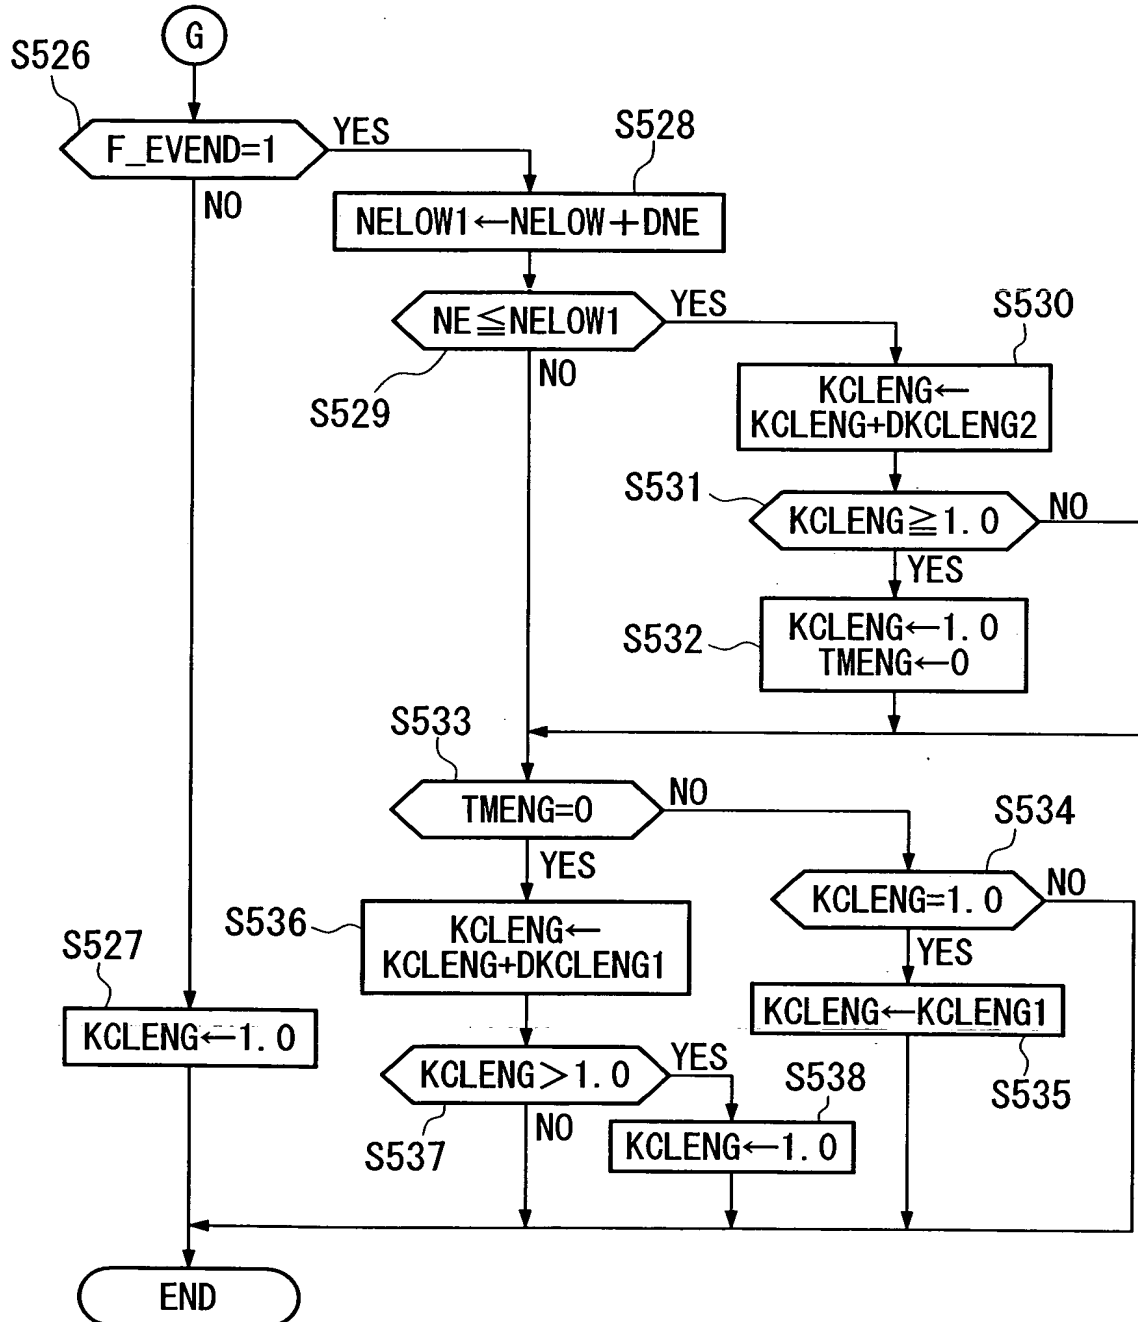 G
S526
F_EVEND=1
YES
NO
S528
NELOW1←NELOW+DNE
NE≦NELOW1
YES
NO
S529
S530
KCLENG←
KCLENG+DKCLENG2
S531
KCLENG≧1.0
NO
YES
S532
KCLENG←1.0
TMENG←0
S533
TMENG=0
NO
YES
S534
KCLENG=1.0
NO
YES
S536
KCLENG←
KCLENG+DKCLENG1
S527
KCLENG←1.0
KCLENG←KCLENG1
S535
KCLENG>1.0
YES
NO
S537
S538
KCLENG←1.0
END